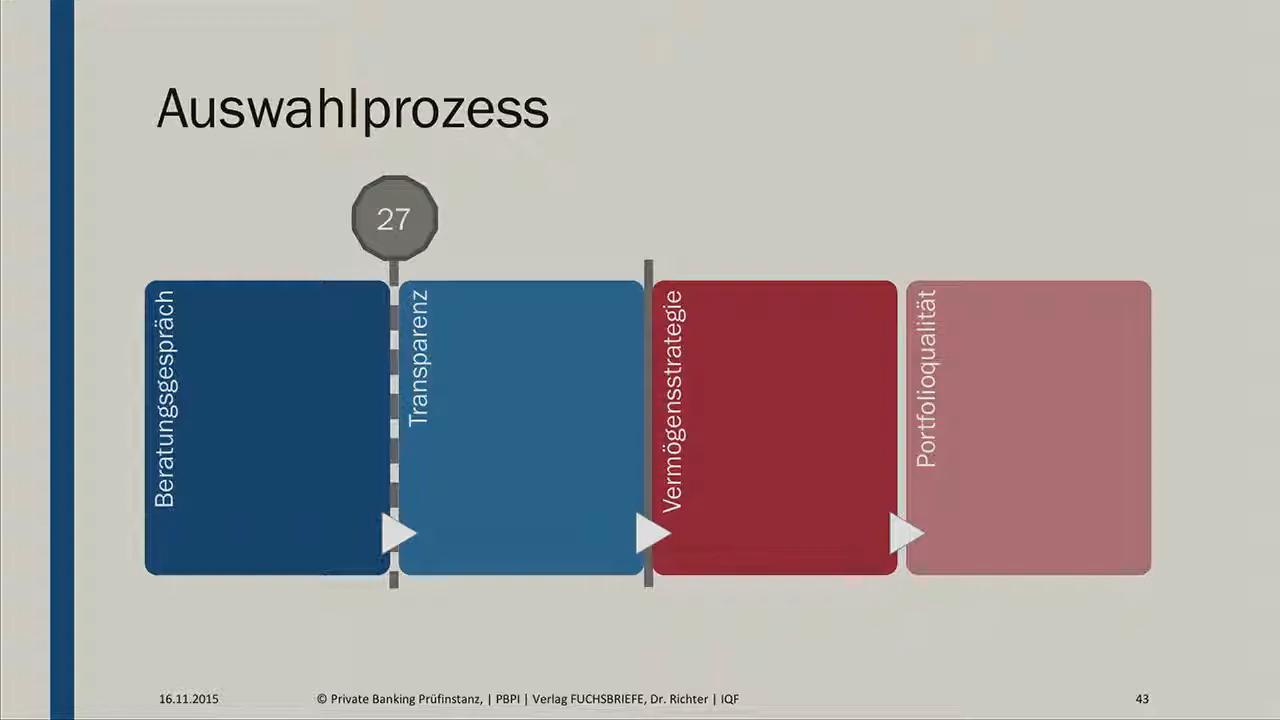 Auswahlprozess
27
Beratungsgespräch
Transparenz
Vermögensstrategie
Portfolioqualität
16.11.2015
© Private Banking Prüfinstanz, | PBPI | Verlag FUCHSBRIEFE, Dr. Richter | IQF
43